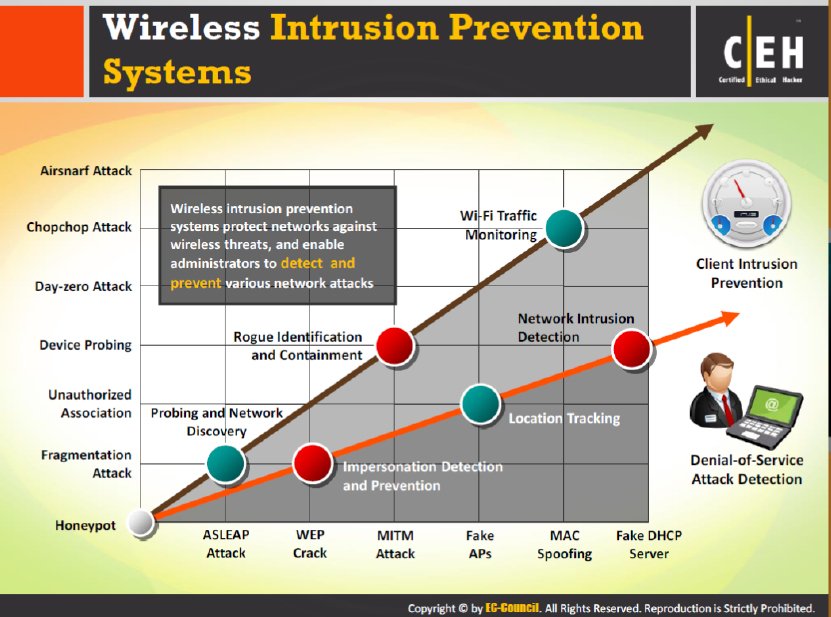 Wireless Intrusion Prevention
Systems
C|EH
Certified Ethical Hacker
Airsnarf Attack
Chopchop Attack
Day-zero Attack
Device Probing
Unauthorized
Association
Fragmentation
Attack
Honeypot
Wireless intrusion prevention
systems protect networks against
wireless threats, and enable
administrators to detect and
prevent various network attacks
Wi-Fi Traffic
Monitoring
Rogue Identification
and Containment
Network Intrusion
Detection
Probing and Network
Discovery
Location Tracking
Impersonation Detection
and Prevention
Client Intrusion
Prevention
@
Denial-of-Service
Attack Detection
ASLEAP
Attack
WEP
Crack
MITM
Attack
Fake
APs
MAC
Spoofing
Fake DHCP
Server
Copyright © by EC-Council. All Rights Reserved. Reproduction is Strictly Prohibited.